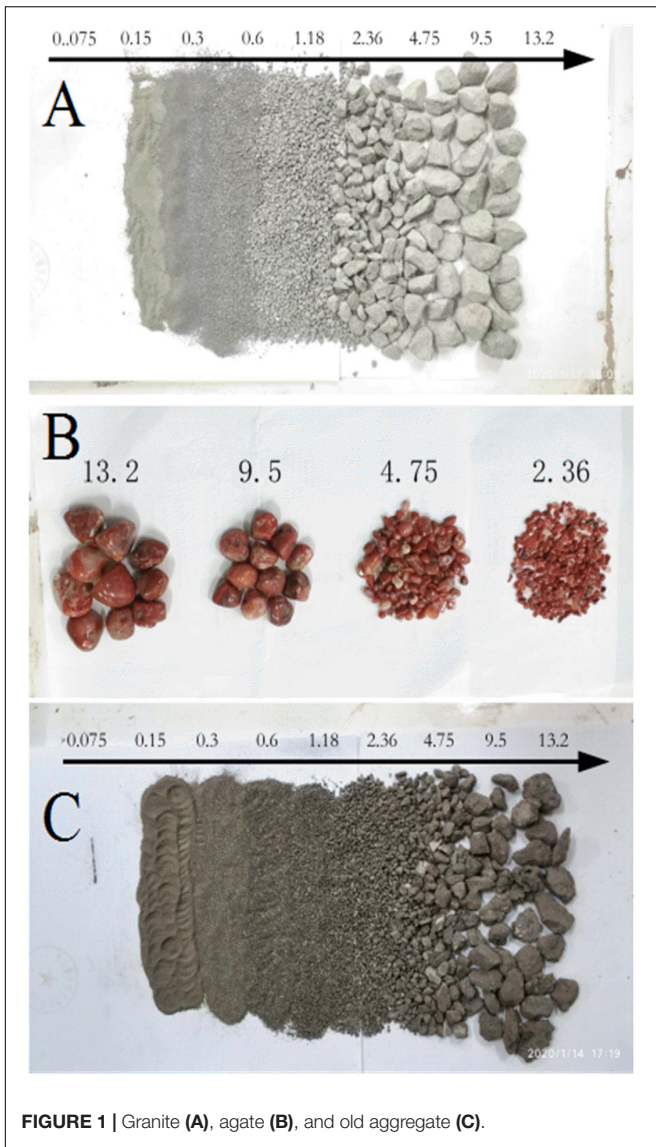 0..075 0.15 0.3 0.6 1.18 2.36 4.75 9.5 13.2
A
B
13.2 9.5 4.75 2.36
0.075 0.15 0.3 0.6 1.18 2.36 4.75 9.5 13.2
C
2020/1/14 17:19
FIGURE 1 | Granite (A), agate (B), and old aggregate (C).